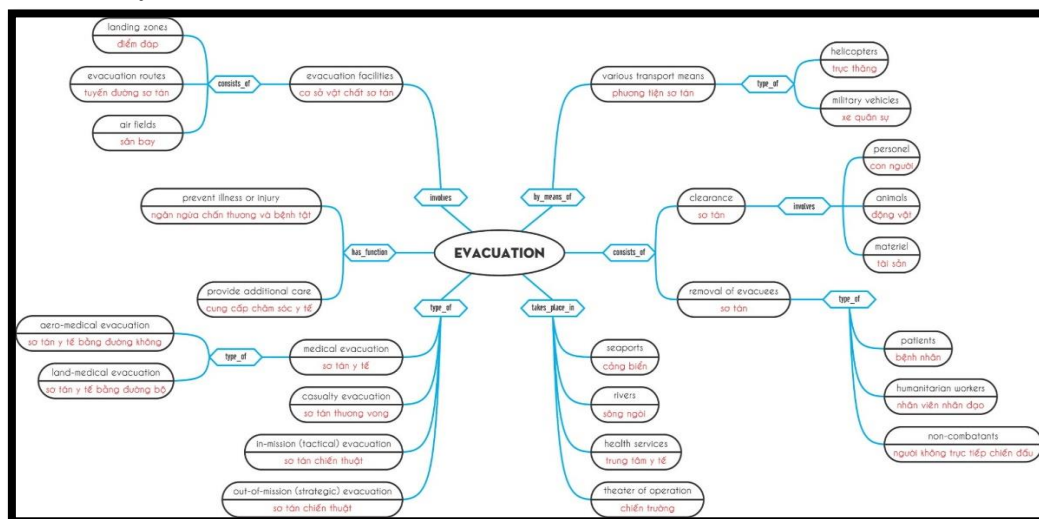 landing zones
điểm đáp
evacuation routes
tuyến đường sơ tán
air fields
sân bay
consists_of
evacuation facilities
cơ sở vật chất sơ tán
involves
prevent illness or injury
ngăn ngừa chấn thương và bệnh tật
provide additional care
cung cấp chăm sóc y tế
has_function
aero-medical evacuation
sơ tán y tế bằng đường không
land-medical evacuation
sơ tán y tế bằng đường bộ
type_of
medical evacuation
sơ tán y tế
casualty evacuation
sơ tán thương vong
in-mission (tactical) evacuation
sơ tán chiến thuật
out-of-mission (strategic) evacuation
sơ tán chiến thuật
type_of
EVACUATION
by_means_of
various transport means
phương tiện sơ tán
type_of
helicopters
trực thăng
military vehicles
xe quân sự
consists_of
clearance
sơ tán
involves
personel
con người
animals
động vật
materiel
tài sản
removal of evacuees
sơ tán
type_of
patients
bệnh nhân
humanitarian workers
nhân viên nhân đạo
non-combatants
người không trực tiếp chiến đấu
takes_place_in
seaports
cảng biển
rivers
sông ngòi
health services
trung tâm y tế
theater of operation
chiến trường